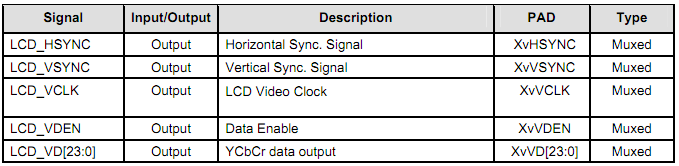 Signal Input/Output Description PAD Type
LCD_HSYNC Output Horizontal Sync. Signal XvHSYNC Muxed
LCD_VSYNC Output Vertical Sync. Signal XvVSYNC Muxed
LCD_VCLK Output LCD Video Clock XvVCLK Muxed
LCD_VDEN Output Data Enable XvVDEN Muxed
LCD_VD[23:0] Output YCbCr data output XvVD[23:0] Muxed